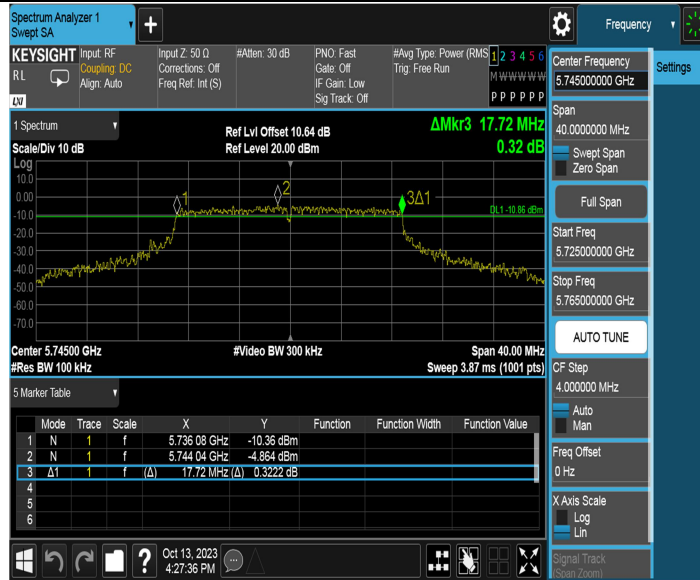 Spectrum Analyzer 1
Swept SA
+
Frequency
KEYSIGHT
RL
LXI
Input: RF
Coupling: DC
Align: Auto
Input Z: 50 Ω
Corrections: Off
Freq Ref: Int (S)
#Atten: 30 dB
PNO: Fast
Gate: Off
IF Gain: Low
Sig Track: Off
#Avg Type: Power (RMS
Trig: Free Run
1 2 3 4 5 6
M W W W W W
P P P P P P
Center Frequency
5.745000000 GHz
Settings
1 Spectrum
Scale/Div 10 dB
Ref Lvl Offset 10.64 dB
Ref Level 20.00 dBm
ΔMkr3 17.72 MHz
0.32 dB
Log
10.0
0.00
-10.0
-20.0
-30.0
-40.0
-50.0
-60.0
-70.0
1
2
3Δ1
DL1 -10.86 dBm
Center 5.74500 GHz
#Res BW 100 kHz
#Video BW 300 kHz
Span 40.00 MHz
Sweep 3.87 ms (1001 pts)
Span
40.0000000 MHz
Swept Span
Zero Span
Full Span
Start Freq
5.725000000 GHz
Stop Freq
5.765000000 GHz
AUTO TUNE
CF Step
4.000000 MHz
Auto
Man
Freq Offset
0 Hz
X Axis Scale
Log
Lin
Signal Track
(Span Zoom)
5 Marker Table
Mode Trace Scale X Y Function Function Width Function Value
1 N 1 f 5.736 08 GHz -10.36 dBm
2 N 1 f 5.744 04 GHz -4.864 dBm
3 Δ1 1 f (Δ) 17.72 MHz (Δ) 0.3222 dB
4
5
6
?
Oct 13, 2023
4:27:36 PM